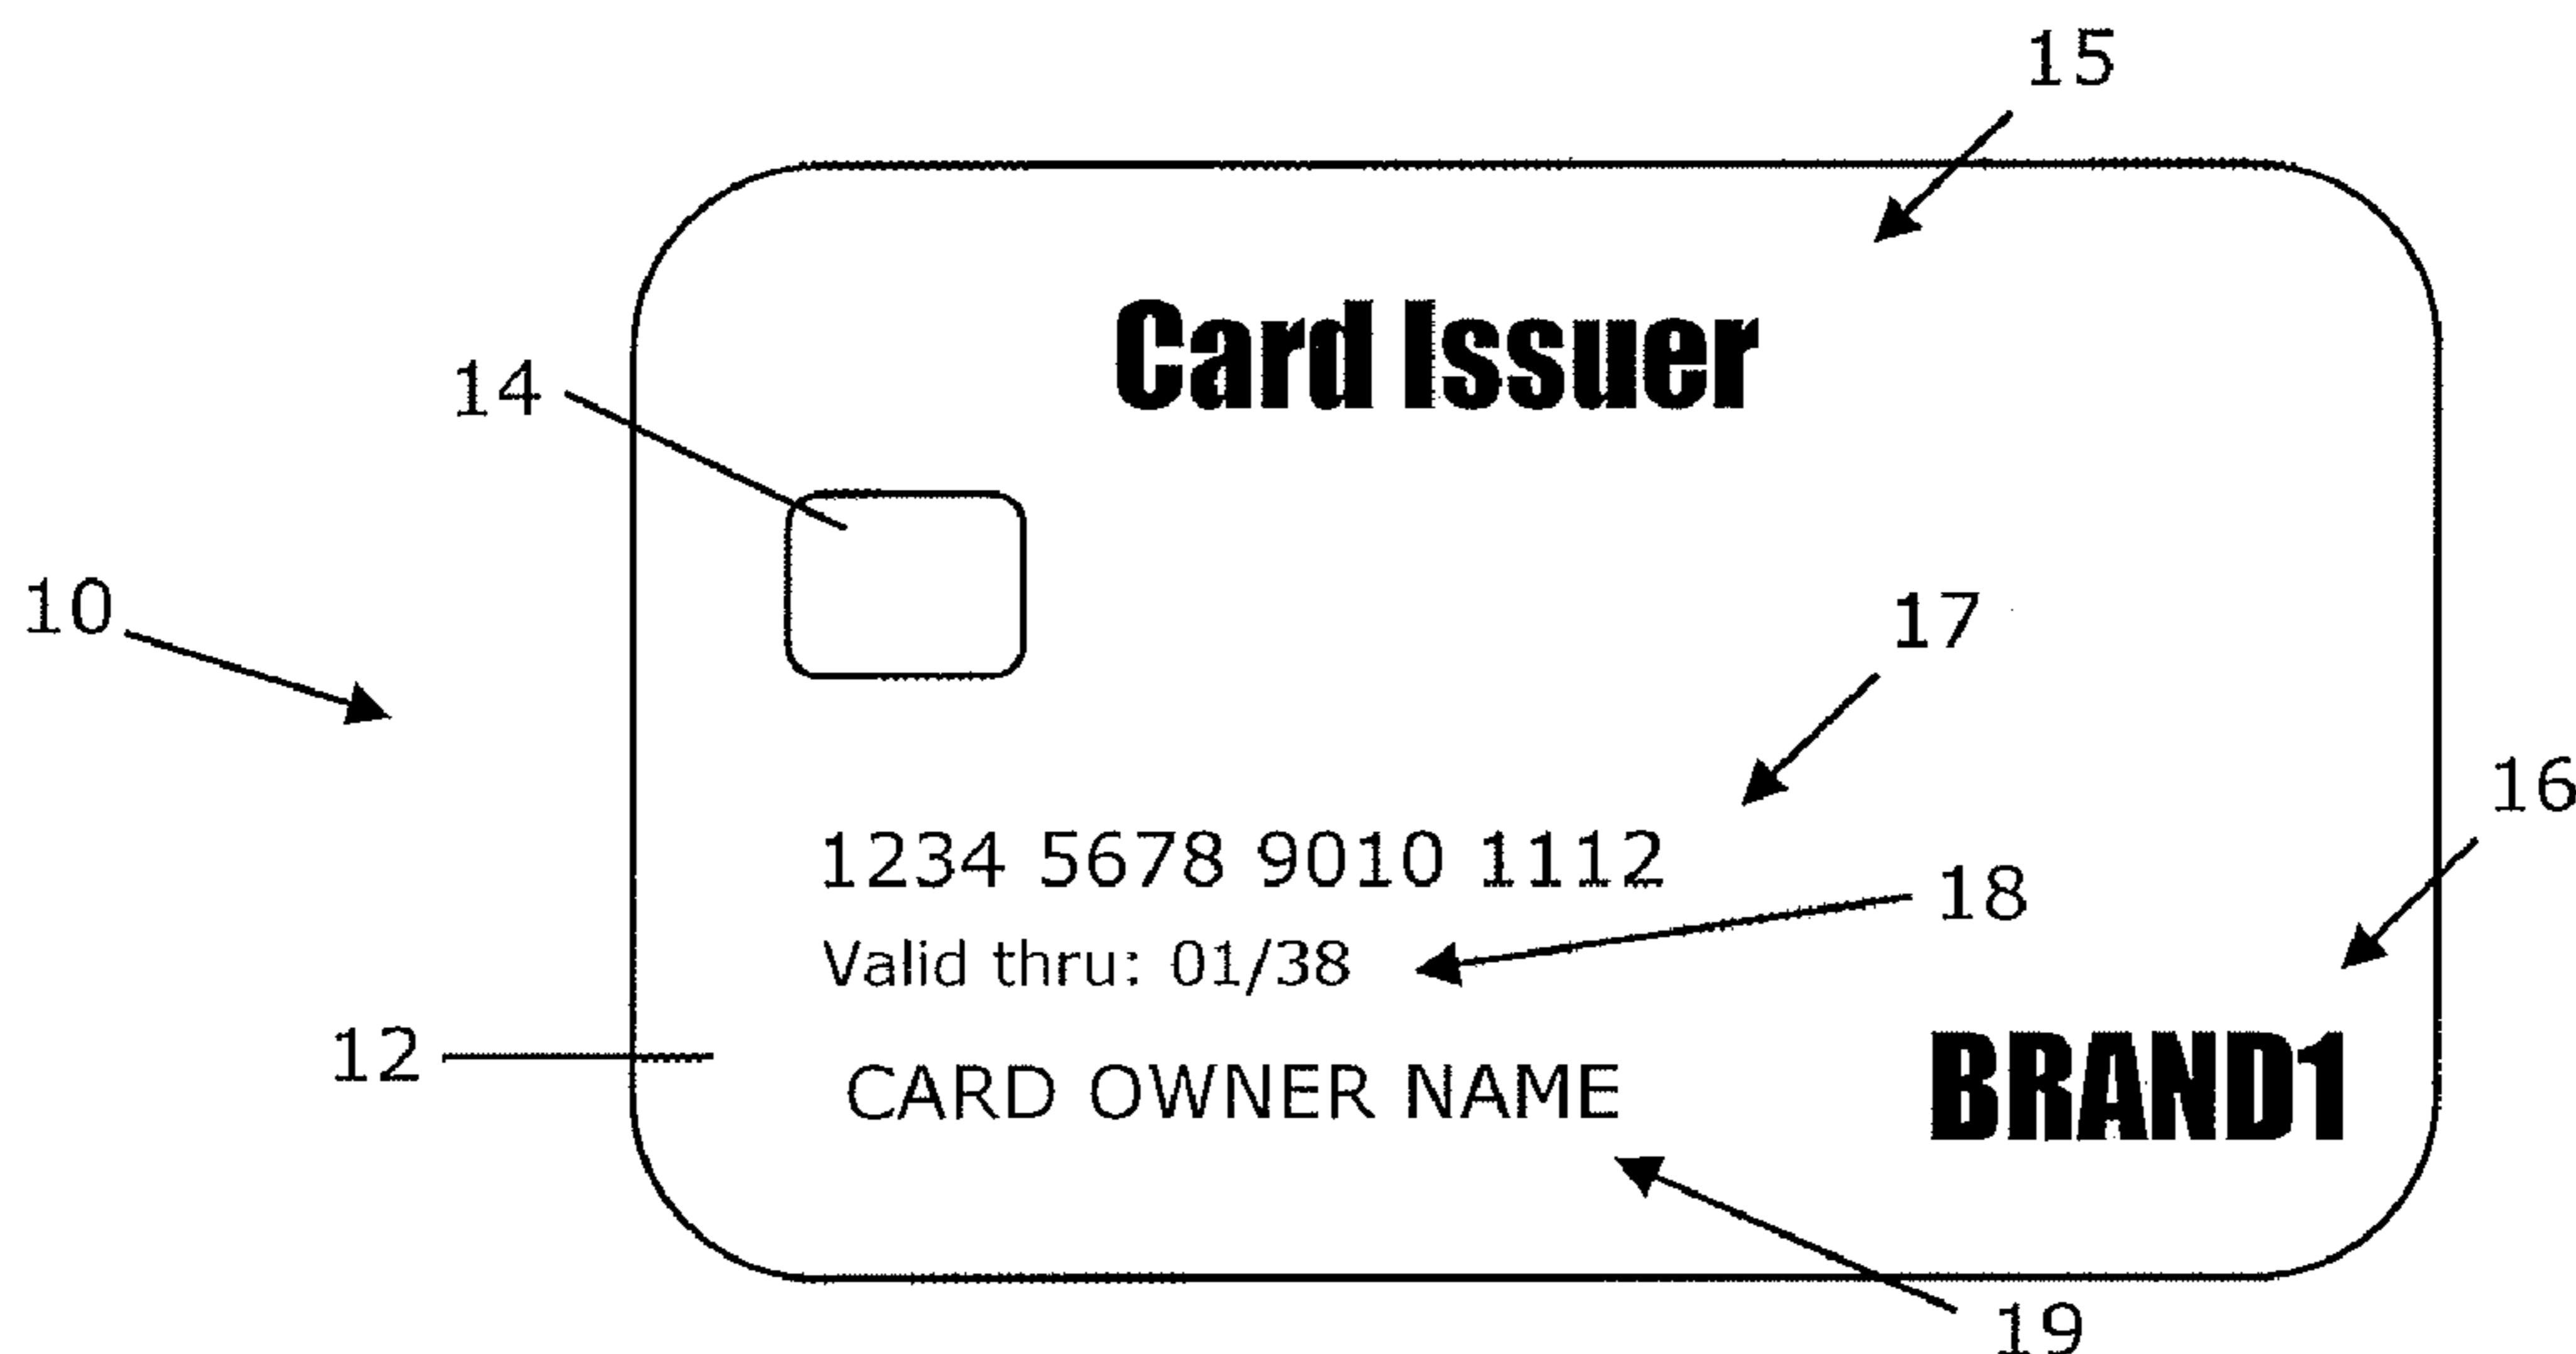 15
Card Issuer
14
10
17
16
1234 5678 9010 1112
18
Valid thru: 01/38
12
CARD OWNER NAME
BRAND1
19